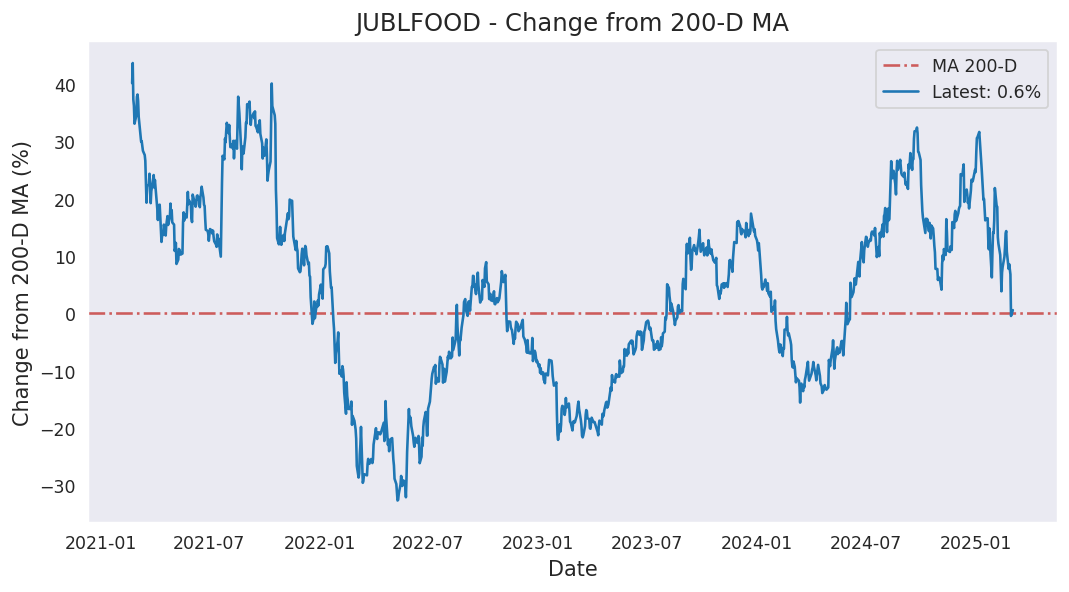 JUBLFOOD - Change from 200-D MA
MA 200-D
Latest: 0.6%
Change from 200-D MA (%)
40
30
20
10
0
−10
−20
−30
2021-01 2021-07 2022-01 2022-07 2023-01 2023-07 2024-01 2024-07 2025-01
Date